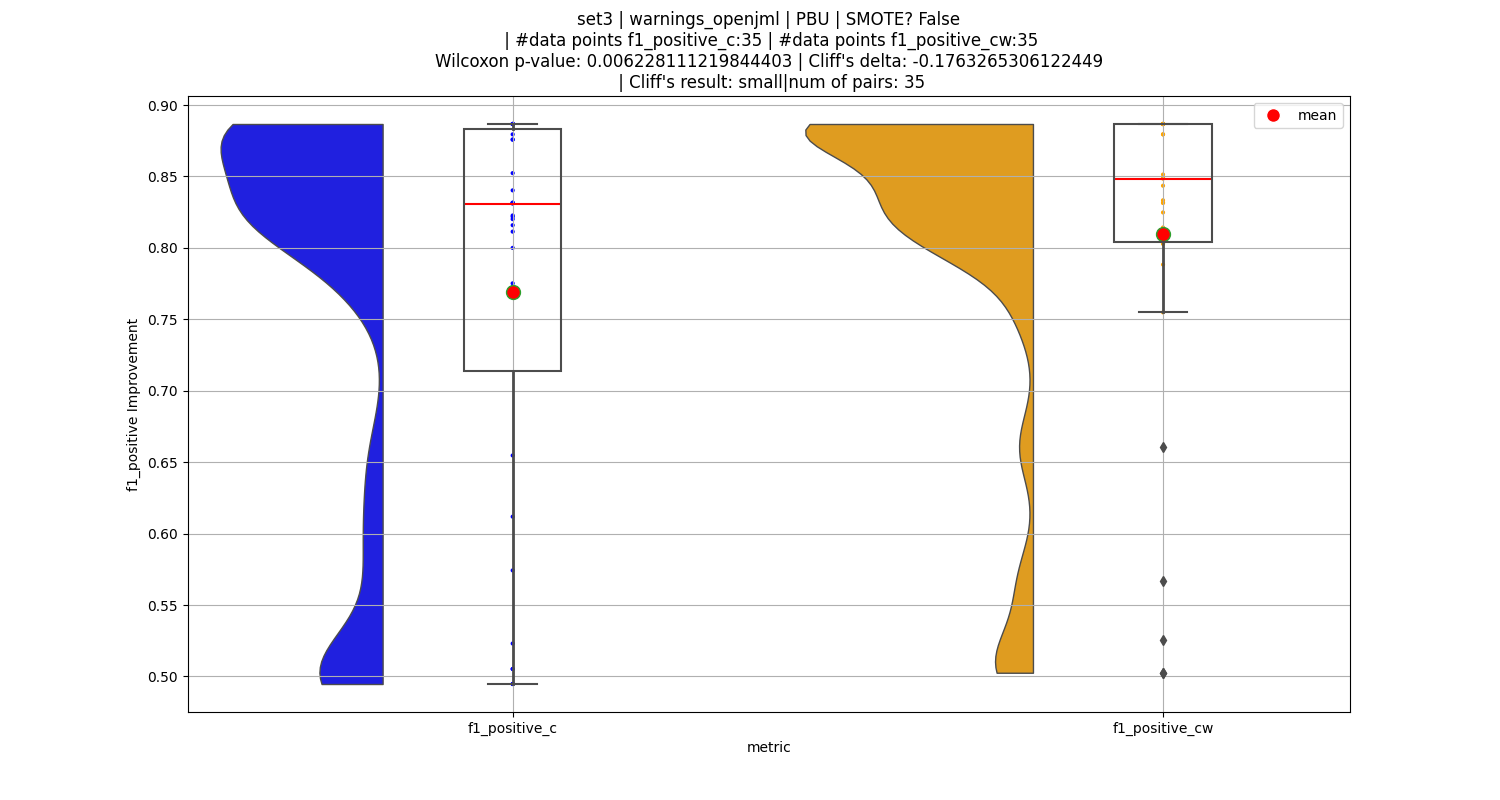 set3 | warnings_openjml | PBU | SMOTE? False
| #data points f1_positive_c:35 | #data points f1_positive_cw:35
Wilcoxon p-value: 0.006228111219844403 | Cliff's delta: -0.1763265306122449
| Cliff's result: small|num of pairs: 35
mean
0.90
0.85
0.80
0.75
0.70
0.65
0.60
0.55
0.50
f1_positive Improvement
f1_positive_c
f1_positive_cw
metric